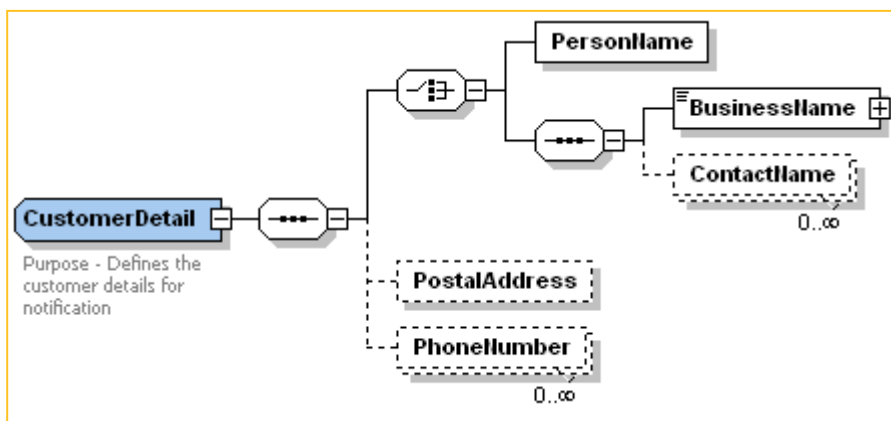 PersonName
BusinessName
ContactName
0..∞
CustomerDetail
Purpose - Defines the
customer details for
notification
PostalAddress
PhoneNumber
0..∞